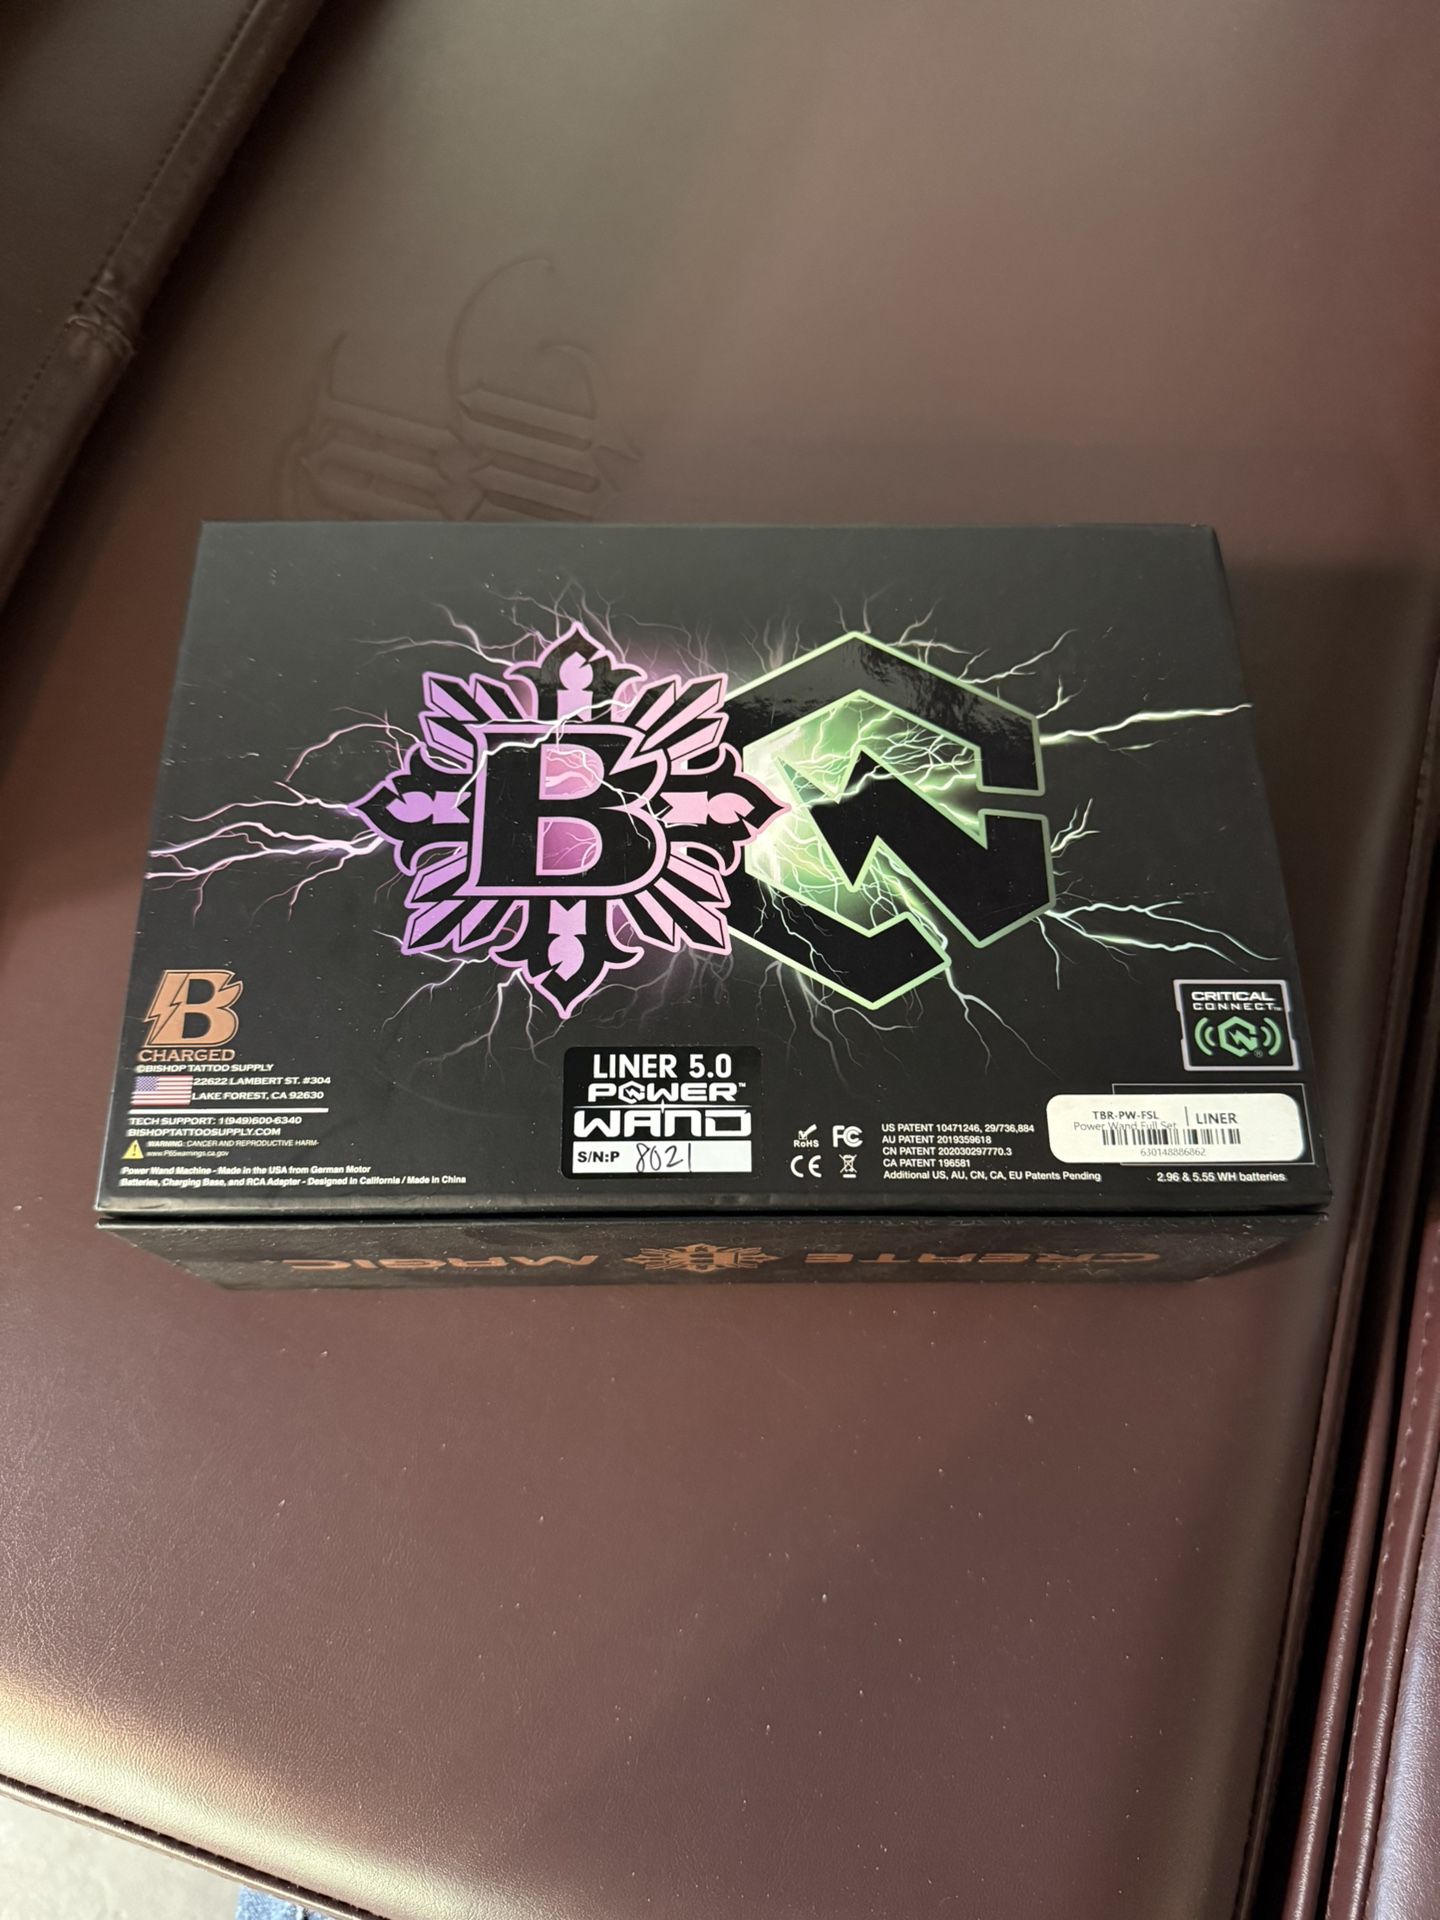 B
B
CHARGED
©BISHOP TATTOO SUPPLY
22622 LAMBERT ST. #304
LAKE FOREST, CA 92630
TECH SUPPORT: 1(949)600-6340
BISHOPTATTOOSUPPLY.COM
WARNING: CANCER AND REPRODUCTIVE HARM-
www.P65warnings.ca.gov
Power Wand Machine - Made in the USA from German Motor
Batteries, Charging Base, and RCA Adapter - Designed in California / Made in China
LINER 5.0
POWER™
WAND
S/N:P 8021
RoHS FC
CE
US PATENT 10471246, 29/736,884
AU PATENT 2019359618
CN PATENT 202030297770.3
CA PATENT 196581
Additional US, AU, CN, CA, EU Patents Pending
CRITICAL
CONNECT™
®
TBR-PW-FSL | LINER
Power Wand Full Set
630148886862
2.96 & 5.55 WH batteries
CREATE B MAGIC